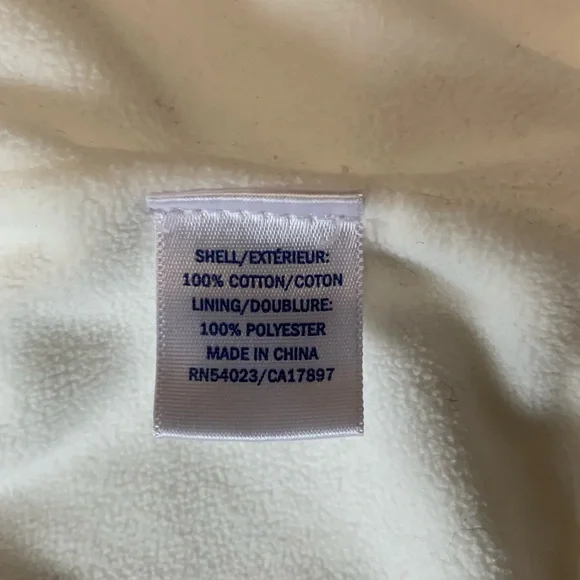 SHELL/EXTÉRIEUR:
100% COTTON/COTON
LINING/DOUBLURE:
100% POLYESTER
MADE IN CHINA
RN54023/CA17897